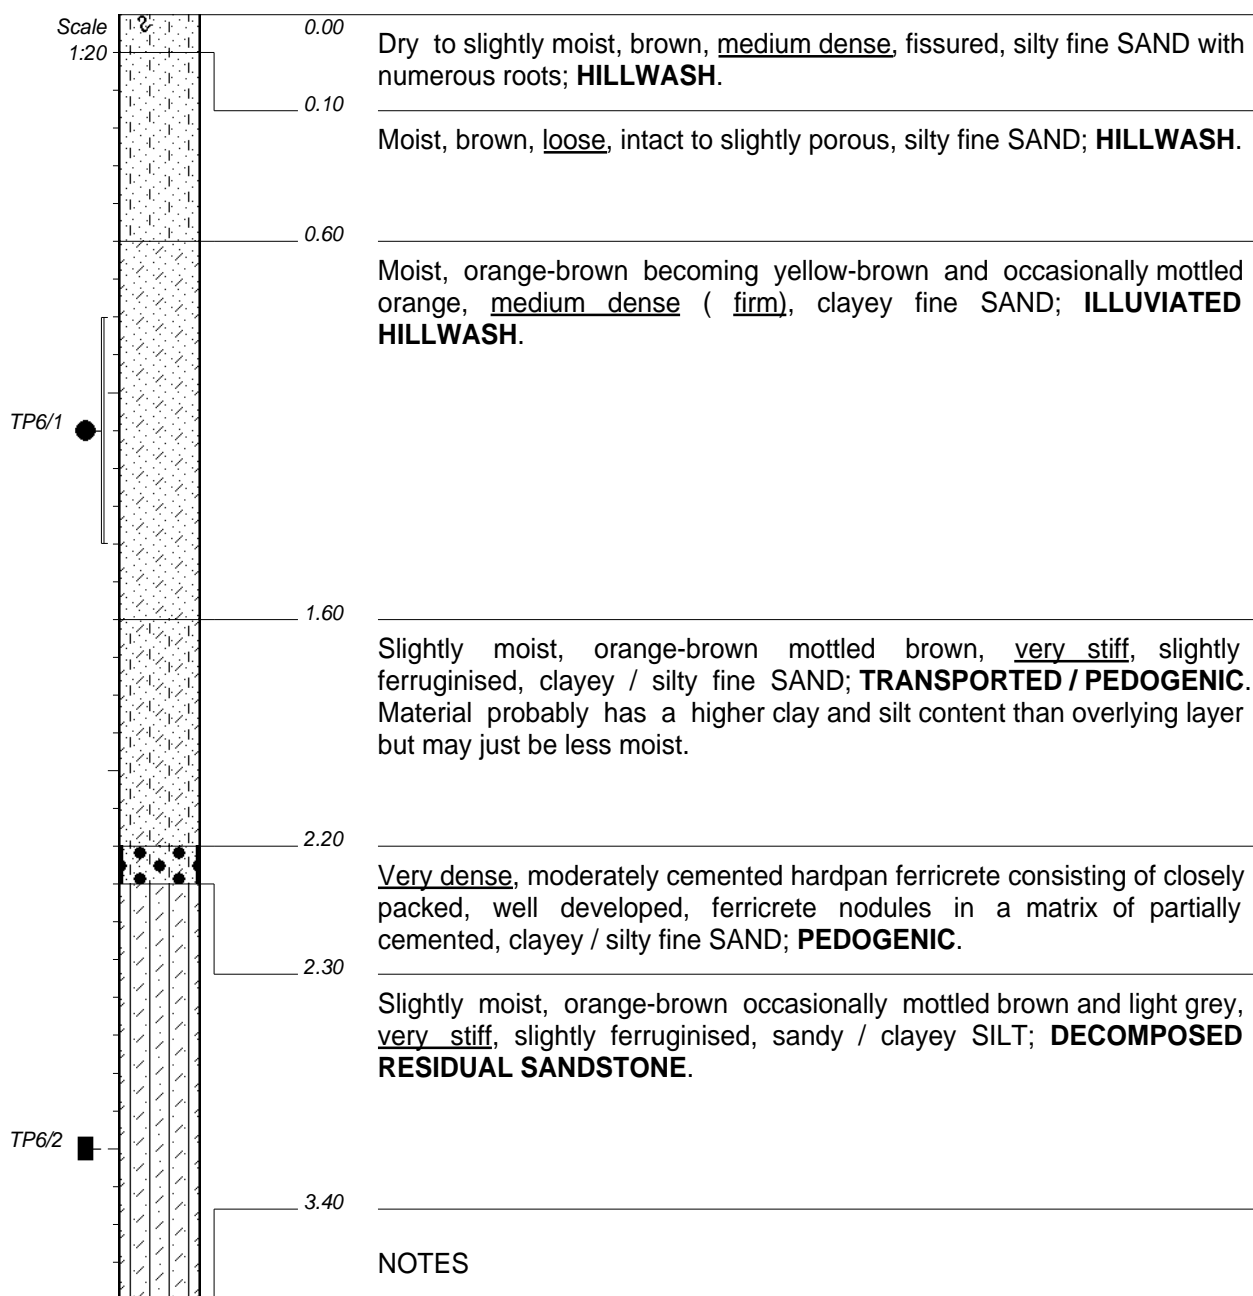 Scale
1:20
0.00
Dry to slightly moist, brown, medium dense, fissured, silty fine SAND with
numerous roots; HILLWASH.
0.10
Moist, brown, loose, intact to slightly porous, silty fine SAND; HILLWASH.
0.60
Moist, orange-brown becoming yellow-brown and occasionally mottled
orange, medium dense ( firm), clayey fine SAND; ILLUVIATED
HILLWASH.
TP6/1
1.60
Slightly moist, orange-brown mottled brown, very stiff, slightly
ferruginised, clayey / silty fine SAND; TRANSPORTED / PEDOGENIC.
Material probably has a higher clay and silt content than overlying layer
but may just be less moist.
2.20
Very dense, moderately cemented hardpan ferricrete consisting of closely
packed, well developed, ferricrete nodules in a matrix of partially
cemented, clayey / silty fine SAND; PEDOGENIC.
2.30
Slightly moist, orange-brown occasionally mottled brown and light grey,
very stiff, slightly ferruginised, sandy / clayey SILT; DECOMPOSED
RESIDUAL SANDSTONE.
TP6/2
3.40
NOTES